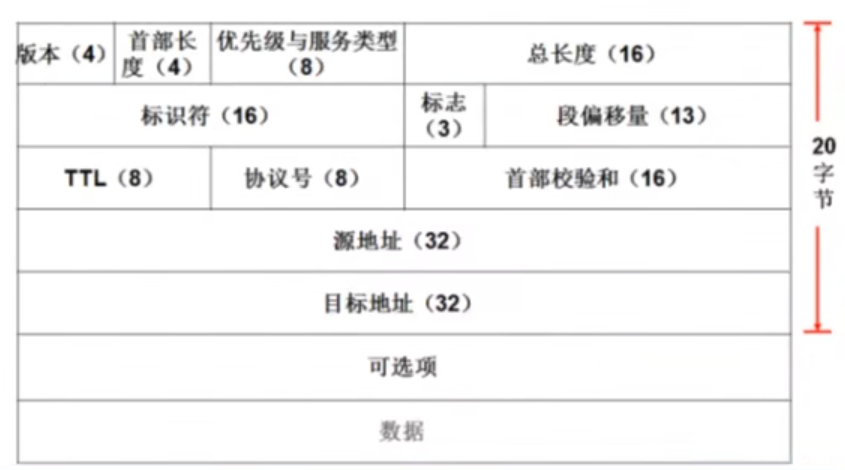 版本（4）
首部长
度（4）
优先级与服务类型
（8）
总长度（16）
标识符（16）
标志
（3）
段偏移量（13）
TTL（8）
协议号（8）
首部校验和（16）
源地址（32）
目标地址（32）
可选项
数据
20
字
节